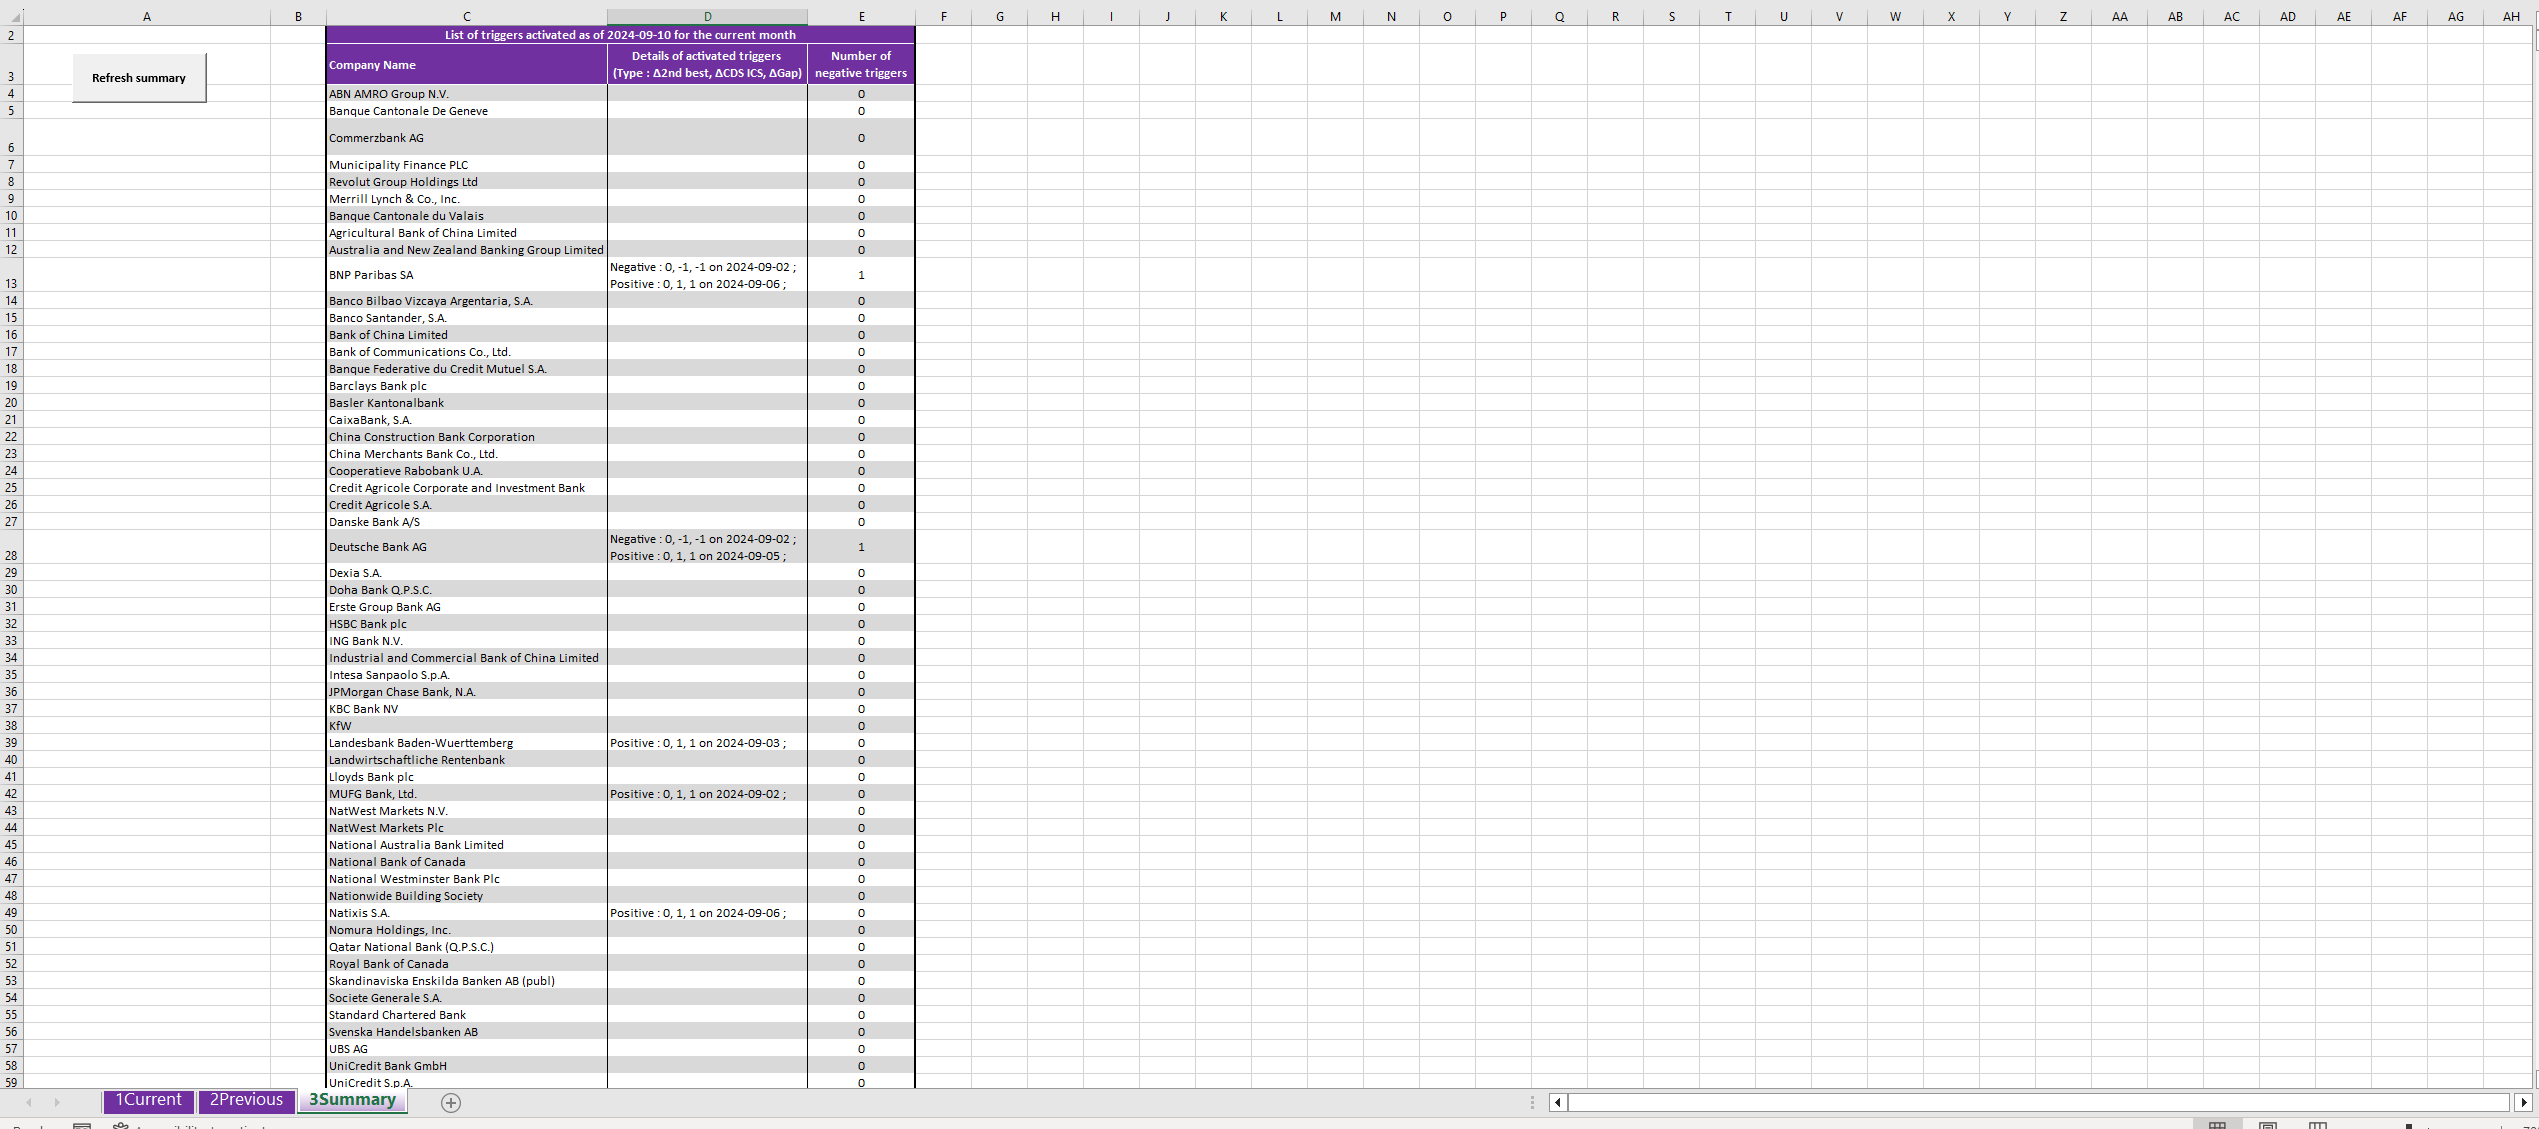 A B C D E F G H I J K L M N O P Q R S T U V W X Y Z AA AB AC AD AE AF AG AH
2 List of triggers activated as of 2024-09-10 for the current month
Refresh summary
3 Company Name Details of activated triggers (Type : Δ2nd best, ΔCDS ICS, ΔGap) Number of negative triggers
4 ABN AMRO Group N.V. 0
5 Banque Cantonale De Geneve 0
6 Commerzbank AG 0
7 Municipality Finance PLC 0
8 Revolut Group Holdings Ltd 0
9 Merrill Lynch & Co., Inc. 0
10 Banque Cantonale du Valais 0
11 Agricultural Bank of China Limited 0
12 Australia and New Zealand Banking Group Limited 0
13 BNP Paribas SA Negative : 0, -1, -1 on 2024-09-02 ; Positive : 0, 1, 1 on 2024-09-06 ; 1
14 Banco Bilbao Vizcaya Argentaria, S.A. 0
15 Banco Santander, S.A. 0
16 Bank of China Limited 0
17 Bank of Communications Co., Ltd. 0
18 Banque Federative du Credit Mutuel S.A. 0
19 Barclays Bank plc 0
20 Basler Kantonalbank 0
21 CaixaBank, S.A. 0
22 China Construction Bank Corporation 0
23 China Merchants Bank Co., Ltd. 0
24 Cooperatieve Rabobank U.A. 0
25 Credit Agricole Corporate and Investment Bank 0
26 Credit Agricole S.A. 0
27 Danske Bank A/S 0
28 Deutsche Bank AG Negative : 0, -1, -1 on 2024-09-02 ; Positive : 0, 1, 1 on 2024-09-05 ; 1
29 Dexia S.A. 0
30 Doha Bank Q.P.S.C. 0
31 Erste Group Bank AG 0
32 HSBC Bank plc 0
33 ING Bank N.V. 0
34 Industrial and Commercial Bank of China Limited 0
35 Intesa Sanpaolo S.p.A. 0
36 JPMorgan Chase Bank, N.A. 0
37 KBC Bank NV 0
38 KfW 0
39 Landesbank Baden-Wuerttemberg Positive : 0, 1, 1 on 2024-09-03 ; 0
40 Landwirtschaftliche Rentenbank 0
41 Lloyds Bank plc 0
42 MUFG Bank, Ltd. Positive : 0, 1, 1 on 2024-09-02 ; 0
43 NatWest Markets N.V. 0
44 NatWest Markets Plc 0
45 National Australia Bank Limited 0
46 National Bank of Canada 0
47 National Westminster Bank Plc 0
48 Nationwide Building Society 0
49 Natixis S.A. Positive : 0, 1, 1 on 2024-09-06 ; 0
50 Nomura Holdings, Inc. 0
51 Qatar National Bank (Q.P.S.C.) 0
52 Royal Bank of Canada 0
53 Skandinaviska Enskilda Banken AB (publ) 0
54 Societe Generale S.A. 0
55 Standard Chartered Bank 0
56 Svenska Handelsbanken AB 0
57 UBS AG 0
58 UniCredit Bank GmbH 0
59 UniCredit S.p.A. 0
1Current 2Previous 3Summary